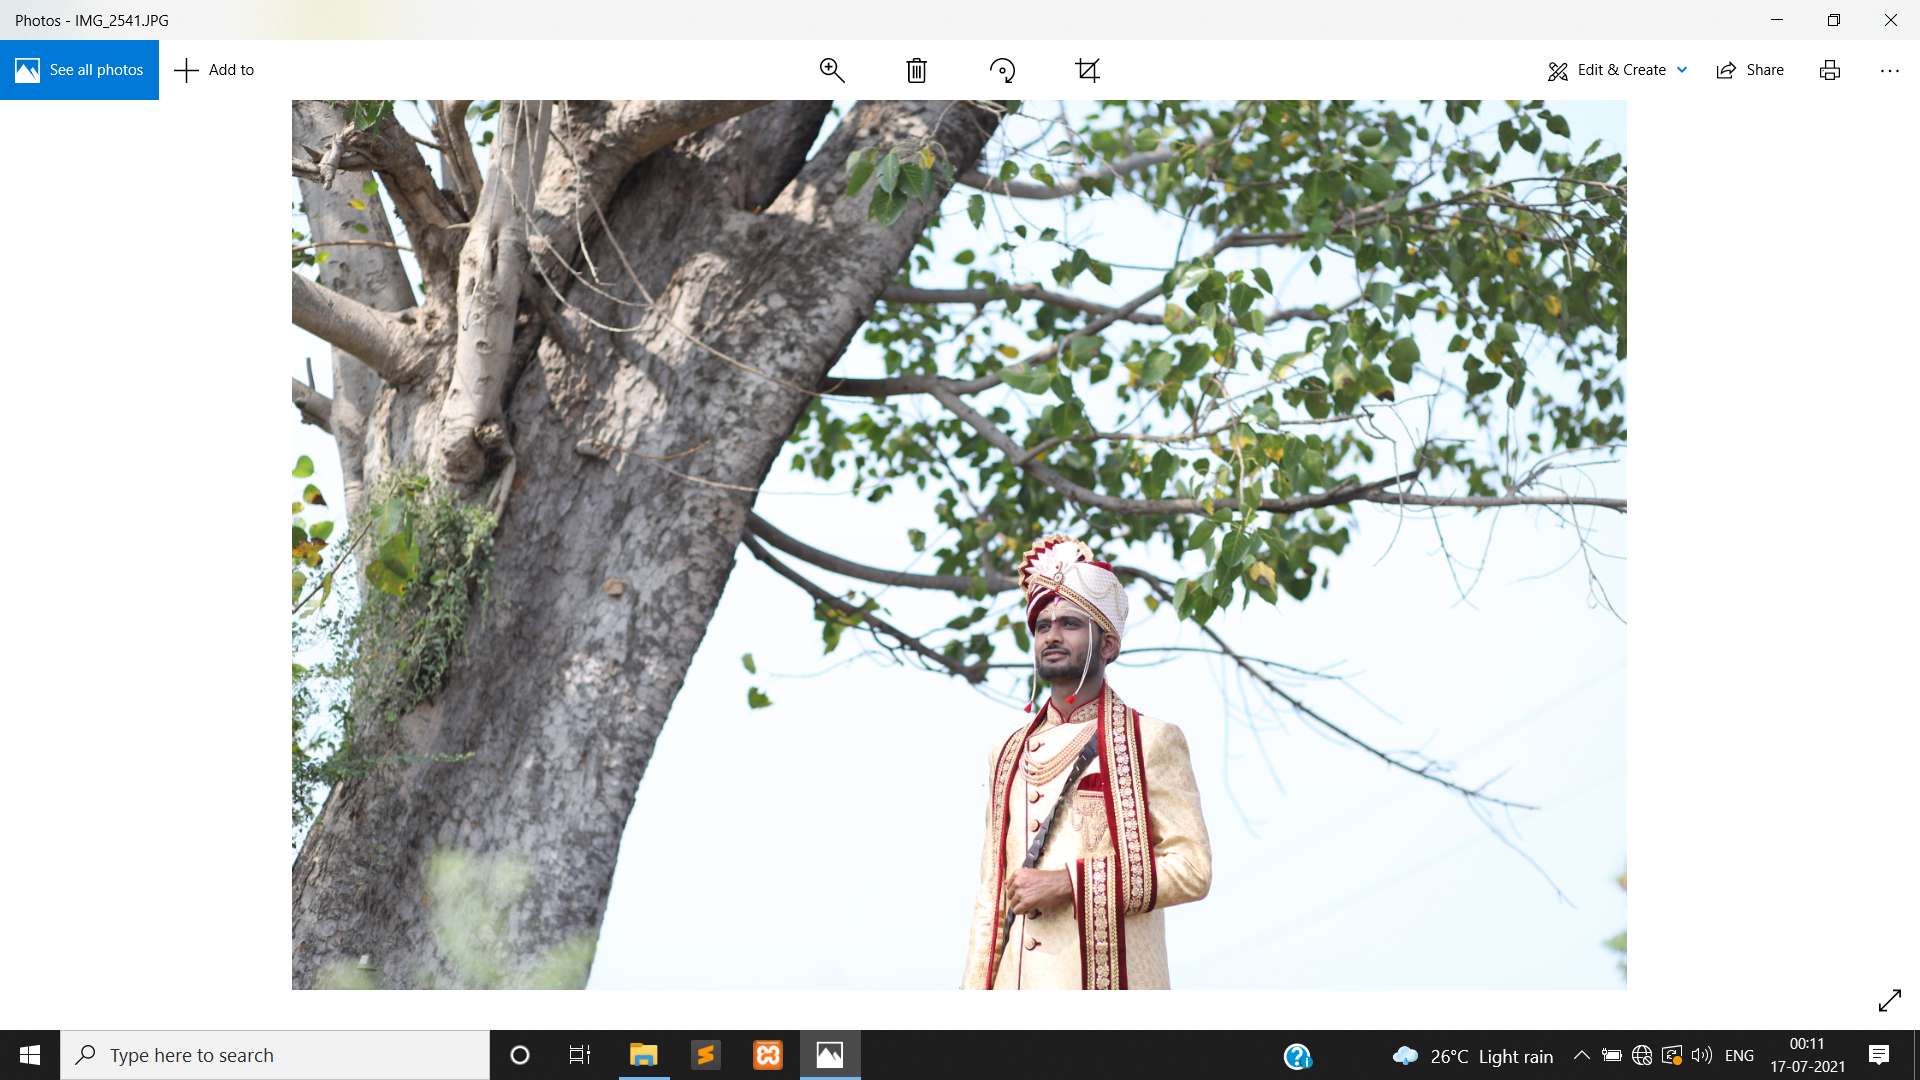 Photos - IMG_2541.JPG
See all photos
Add to
Edit & Create
Share
Type here to search
26°C Light rain
ENG
00:11
17-07-2021